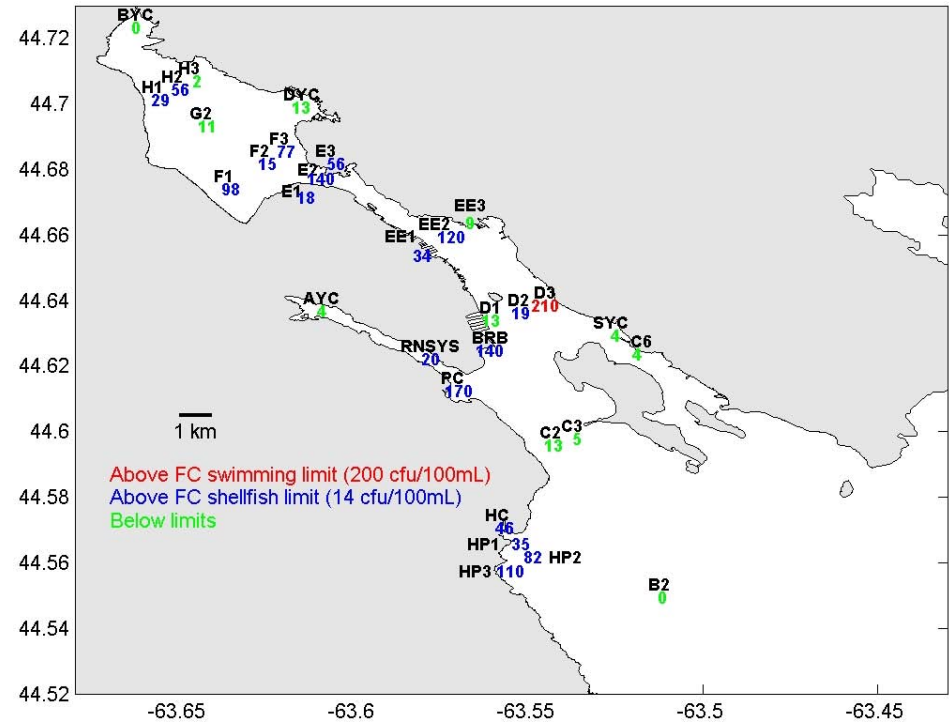 44.72
44.7
44.68
44.66
44.64
44.62
44.6
44.58
44.56
44.54
44.52
BYC
0
H3
2
H2
56
H1
29
G2
11
DYC
13
F3
77
F2
15
F1
98
E3
56
E2
140
E1
18
EE3
9
EE2
120
EE1
34
D3
210
D2
19
D1
13
AYC
4
BRB
140
RNSYS
20
PC
170
SYC
4
C6
4
C3
5
C2
13
1 km
Above FC swimming limit (200 cfu/100mL)
Above FC shellfish limit (14 cfu/100mL)
Below limits
HC
46
HP1 35
82 HP2
HP3 110
B2
0
-63.65 -63.6 -63.55 -63.5 -63.45